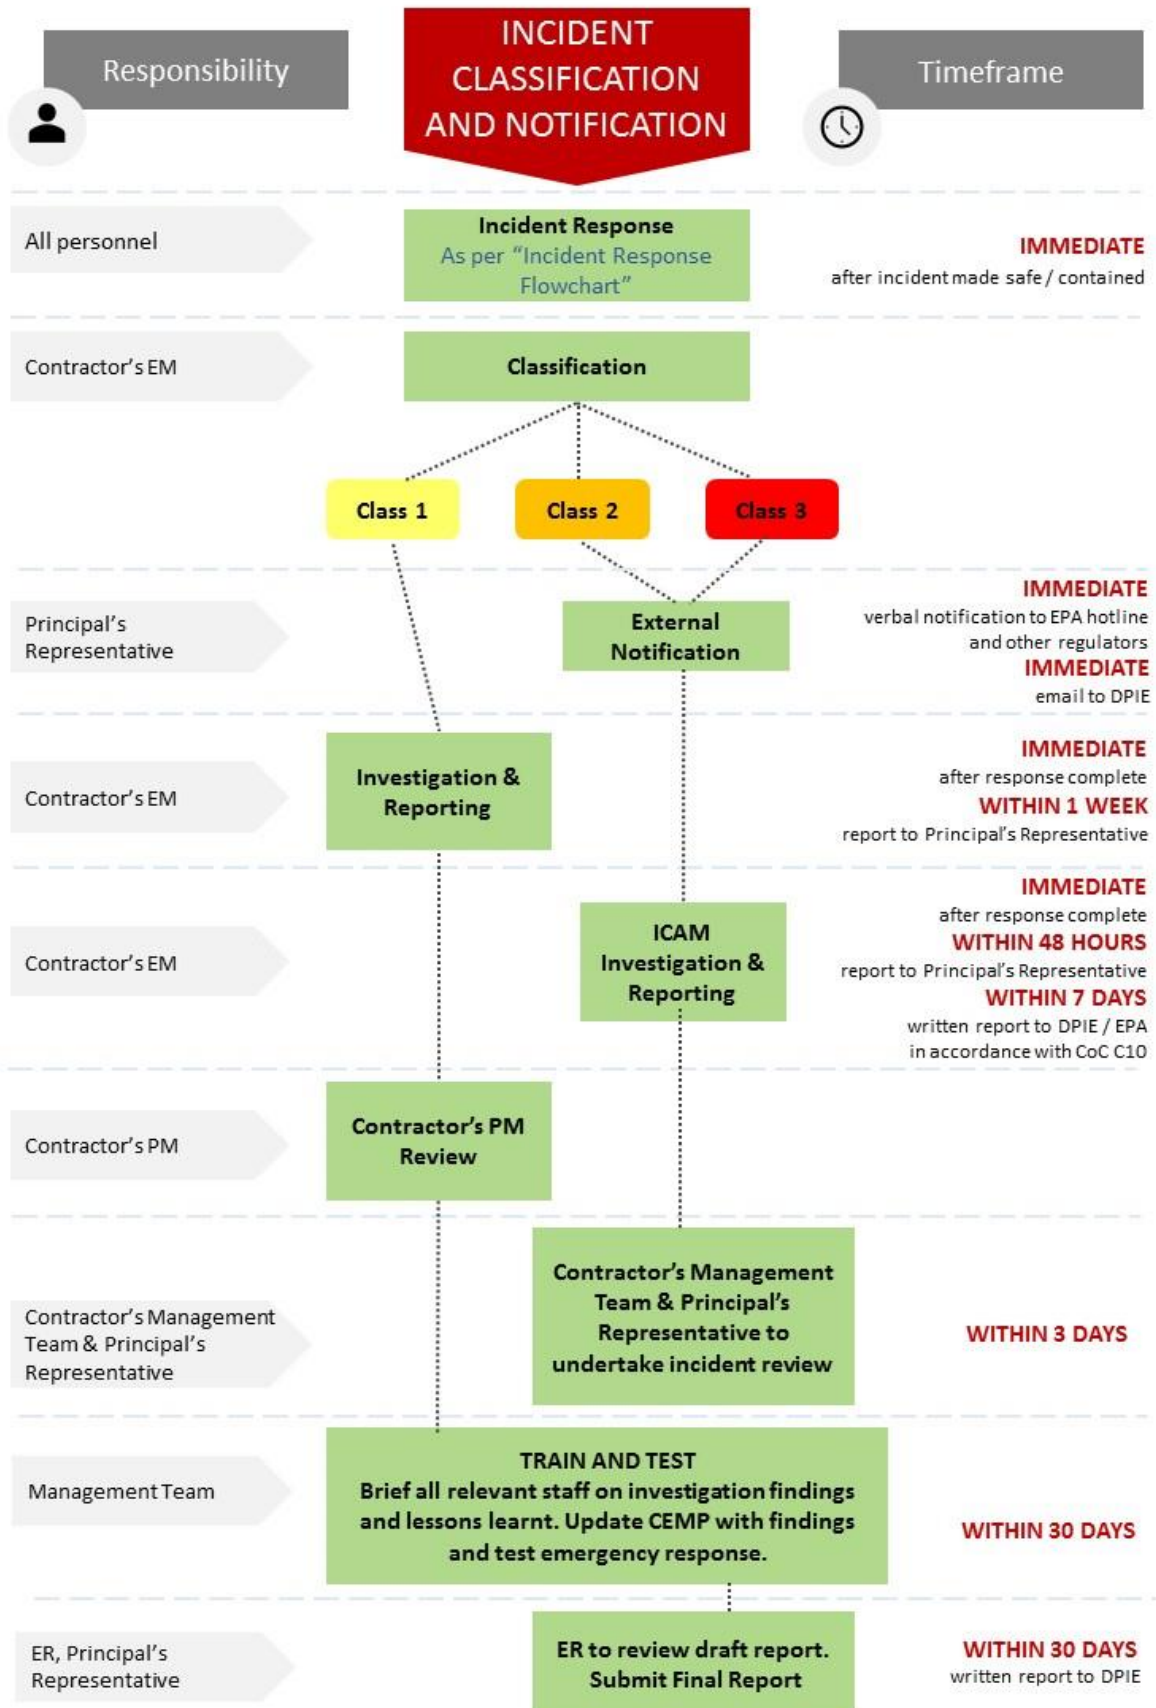 Responsibility
INCIDENT
CLASSIFICATION
AND NOTIFICATION
Timeframe
All personnel
Incident Response
As per “Incident Response
Flowchart”
IMMEDIATE
after incident made safe / contained
Contractor’s EM
Classification
Class 1
Class 2
Class 3
Principal’s
Representative
External
Notification
IMMEDIATE
verbal notification to EPA hotline
and other regulators
IMMEDIATE
email to DPIE
Contractor’s EM
Investigation &
Reporting
IMMEDIATE
after response complete
WITHIN 1 WEEK
report to Principal’s Representative
Contractor’s EM
ICAM
Investigation &
Reporting
IMMEDIATE
after response complete
WITHIN 48 HOURS
report to Principal’s Representative
WITHIN 7 DAYS
written report to DPIE / EPA
in accordance with CoC C10
Contractor’s PM
Contractor’s PM
Review
Contractor’s Management
Team & Principal’s
Representative
Contractor’s Management
Team & Principal’s
Representative to
undertake incident review
WITHIN 3 DAYS
Management Team
TRAIN AND TEST
Brief all relevant staff on investigation findings
and lessons learnt. Update CEMP with findings
and test emergency response.
WITHIN 30 DAYS
ER, Principal’s
Representative
ER to review draft report.
Submit Final Report
WITHIN 30 DAYS
written report to DPIE